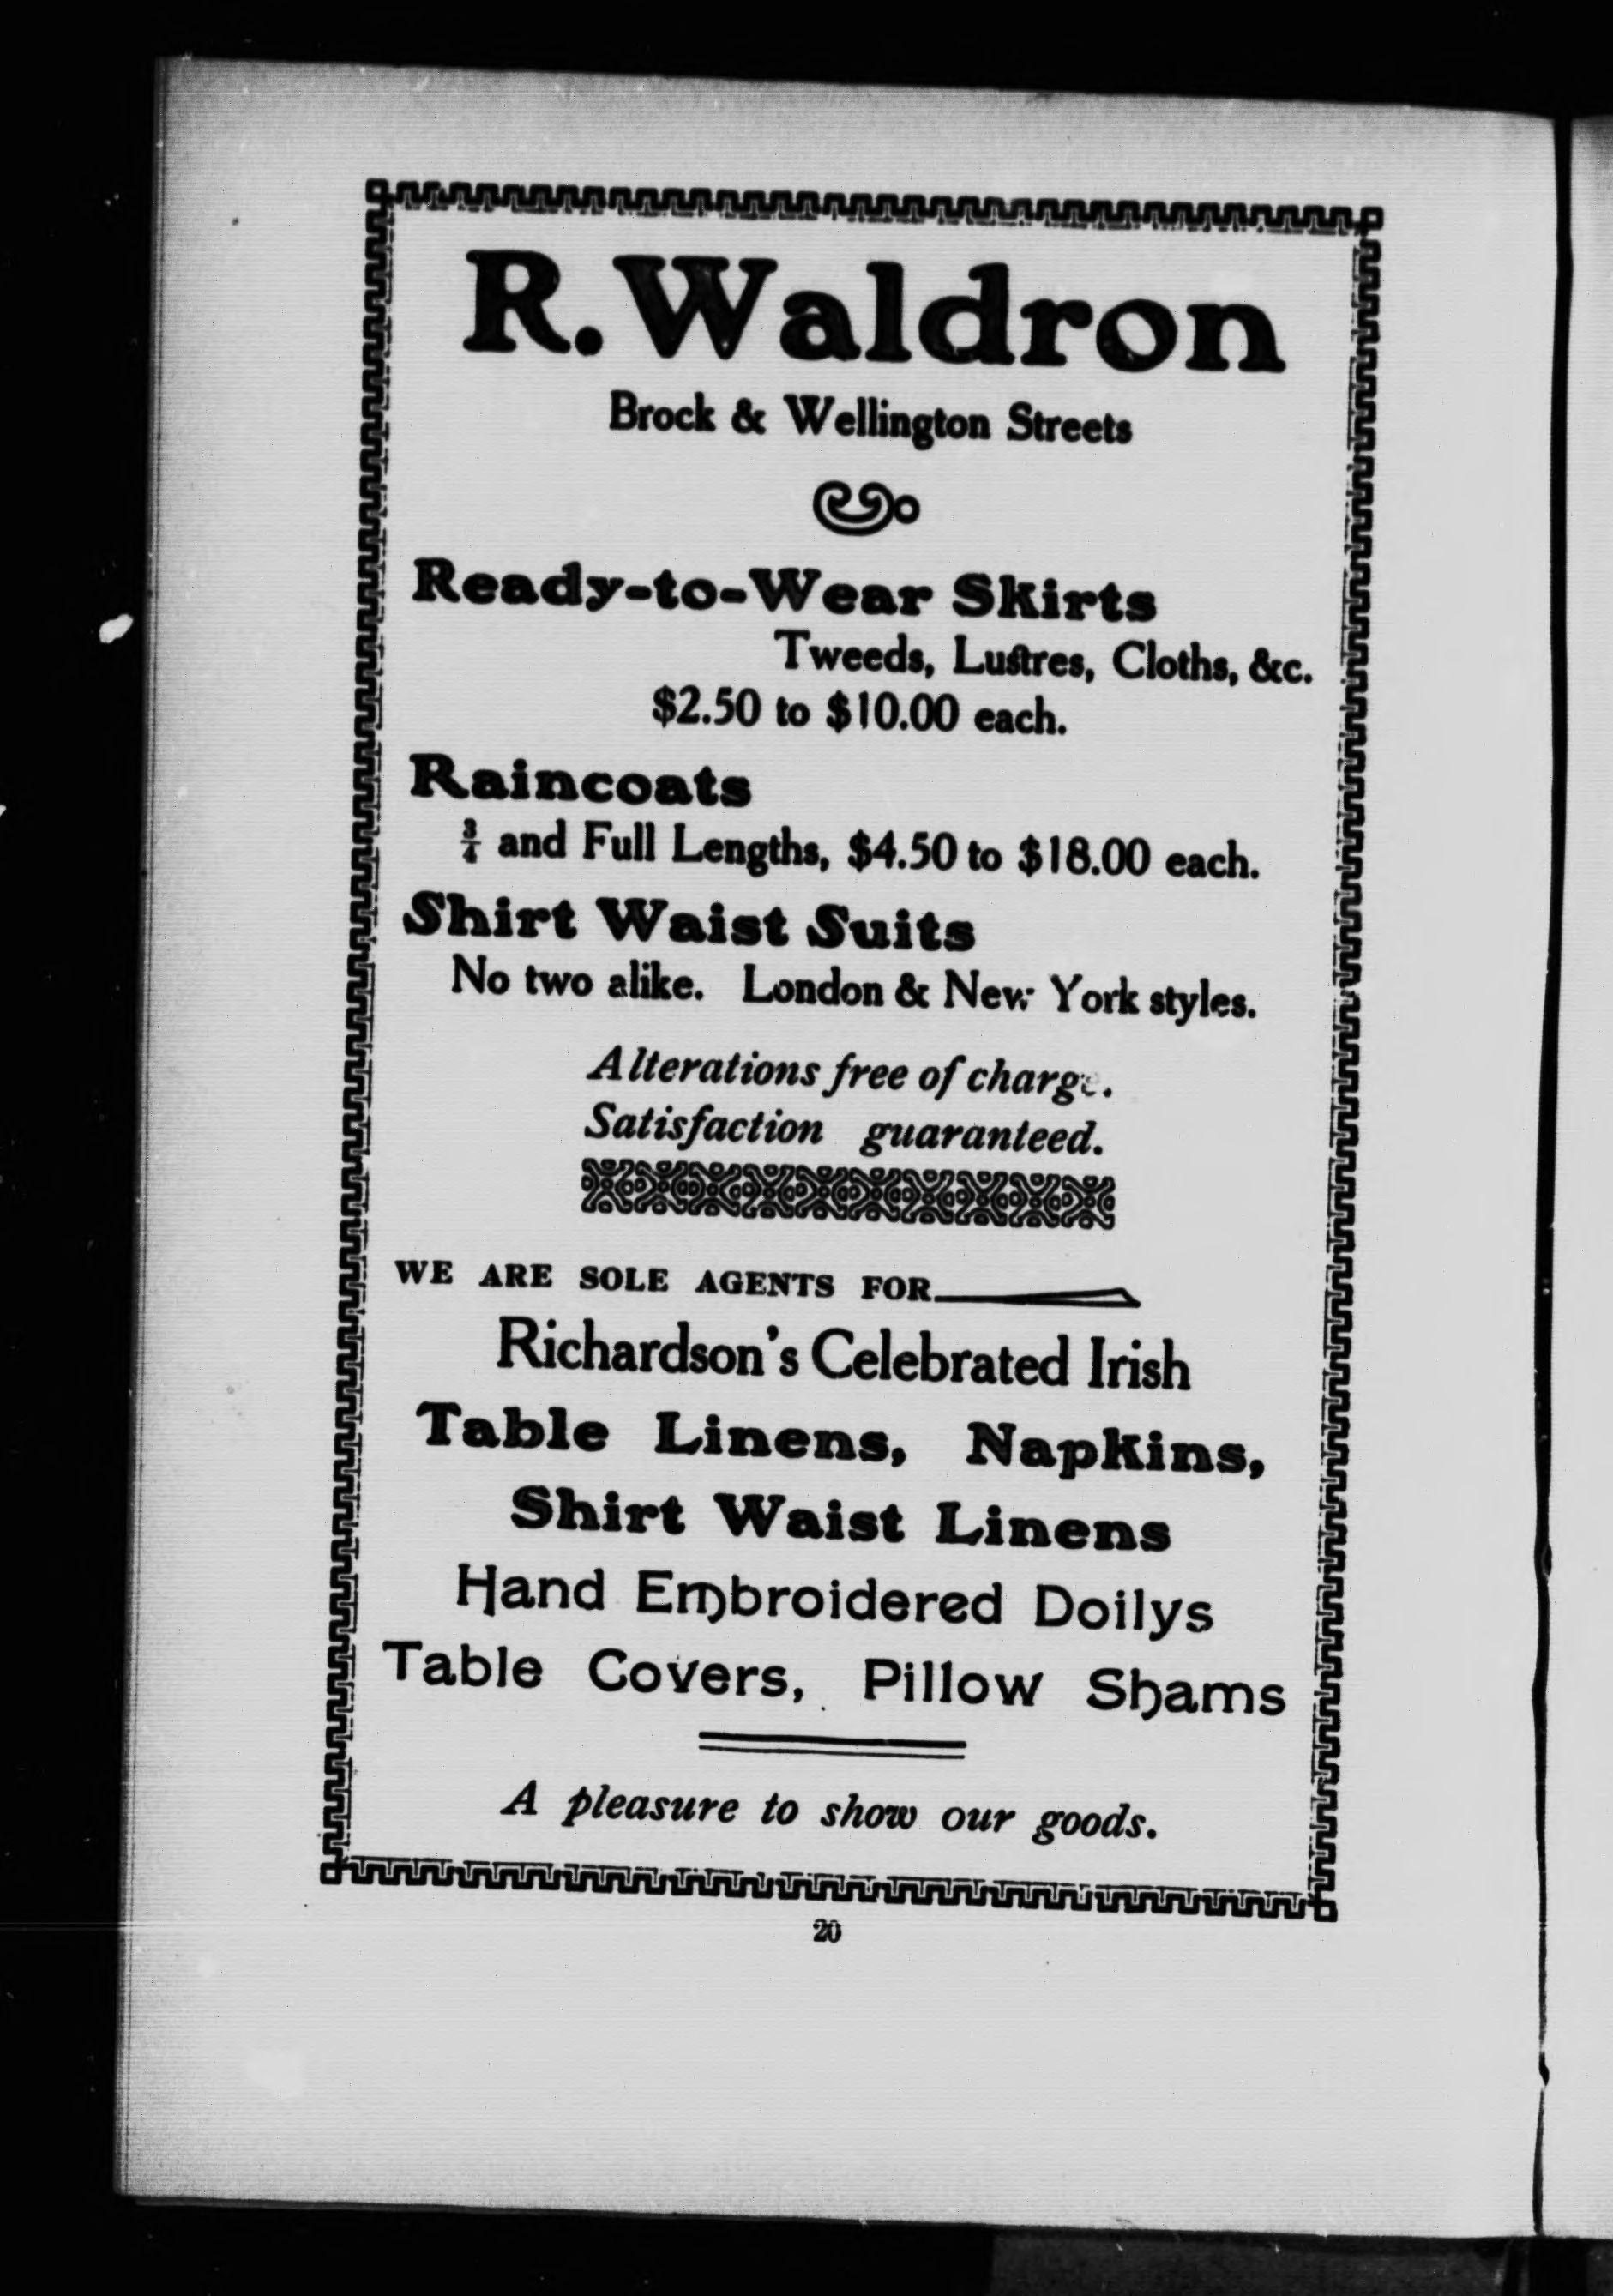 R. Waldron
Brock & Wellington Streets
Ready-to-Wear Skirts
Tweeds, Lustres, Cloths, &c.
$2.50 to $10.00 each.
Raincoats
¾ and Full Lengths, $4.50 to $18.00 each.
Shirt Waist Suits
No two alike. London & New York styles.
Alterations free of charge.
Satisfaction guaranteed.
WE ARE SOLE AGENTS FOR
Richardson's Celebrated Irish
Table Linens, Napkins,
Shirt Waist Linens
Hand Embroidered Doilys
Table Covers, Pillow Shams
A pleasure to show our goods.
20